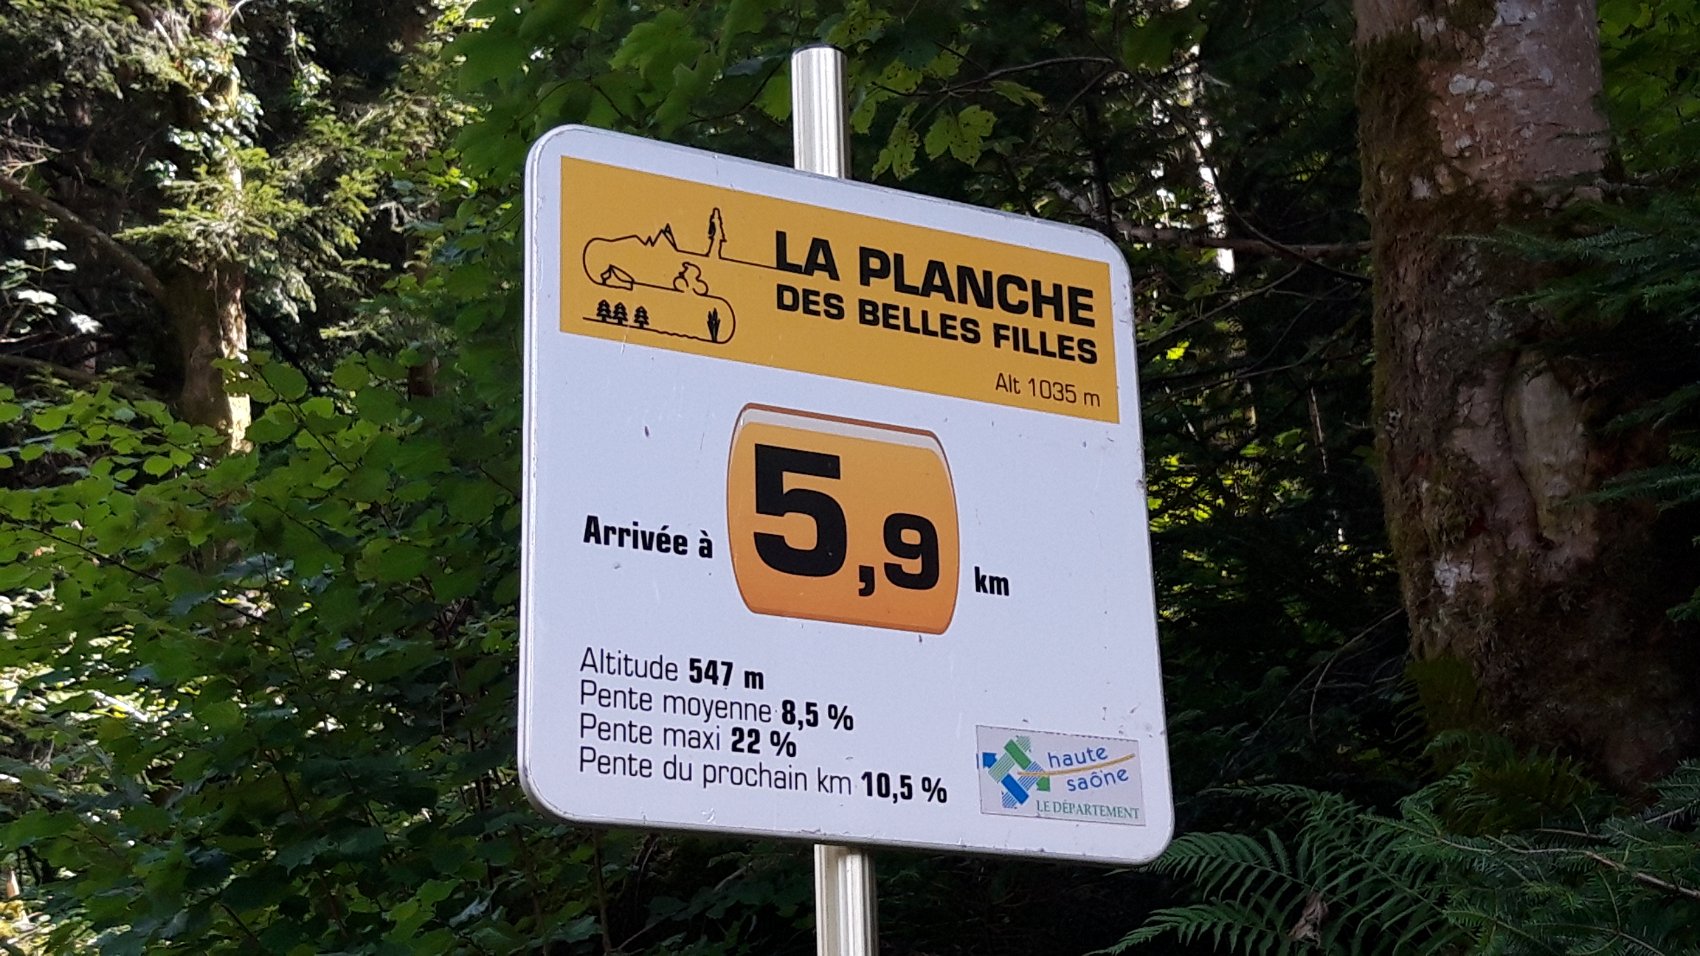 LA PLANCHE
DES BELLES FILLES
Alt 1035 m
Arrivée à 5,9 km
Altitude 547 m
Pente moyenne 8,5 %
Pente maxi 22 %
Pente du prochain km 10,5 %
haute
saône
LE DÉPARTEMENT